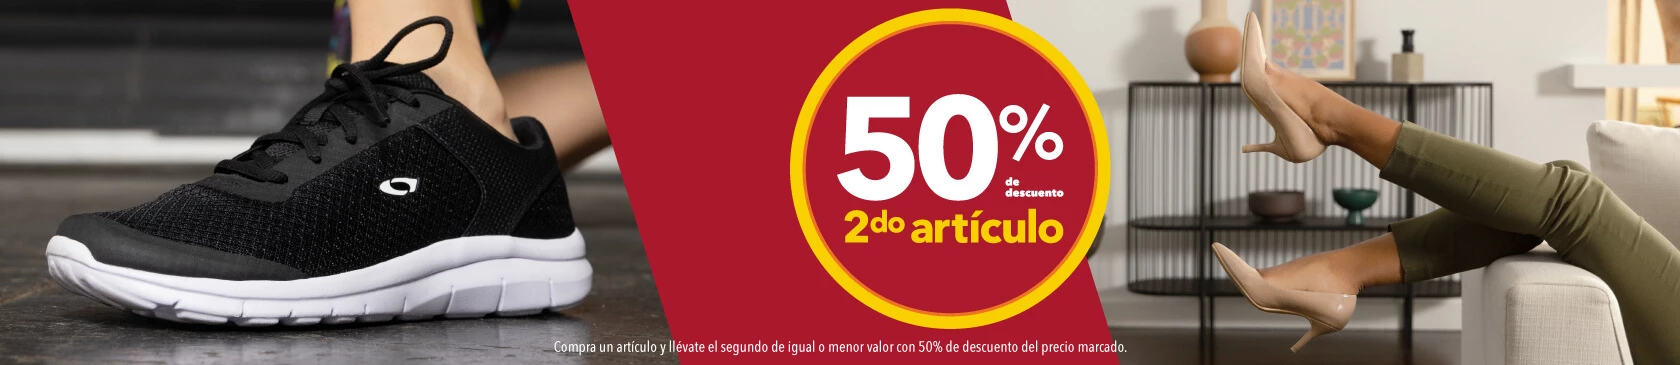 50%
de
descuento
2do artículo
Compra un artículo y llévate el segundo de igual o menor valor con 50% de descuento del precio marcado.